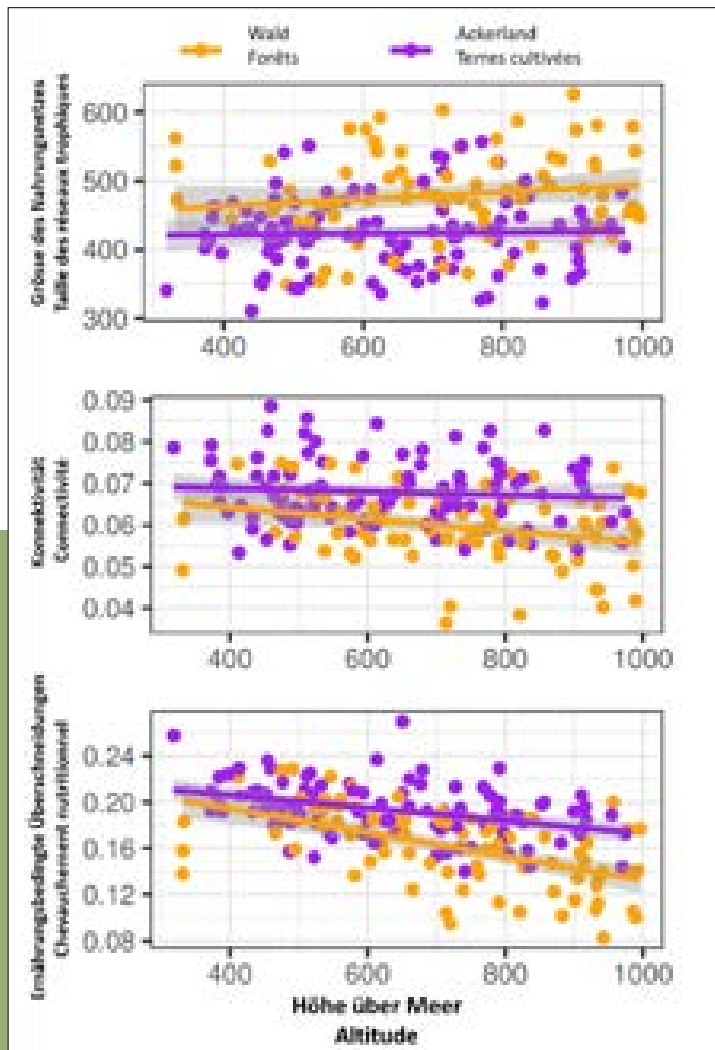 Wald
Forêts
Ackerland
Terres cultivées
Grösse des Nahrungsnetzes
Taille des réseaux trophiques
600
500
400
300
400
600
800
1000
Konnektivität
Connectivité
0.09
0.08
0.07
0.06
0.05
0.04
400
600
800
1000
Ernährungsbedingte Überschneidungen
Chevauchement nutritionnel
0.24
0.20
0.16
0.12
0.08
400
600
800
1000
Höhe über Meer
Altitude